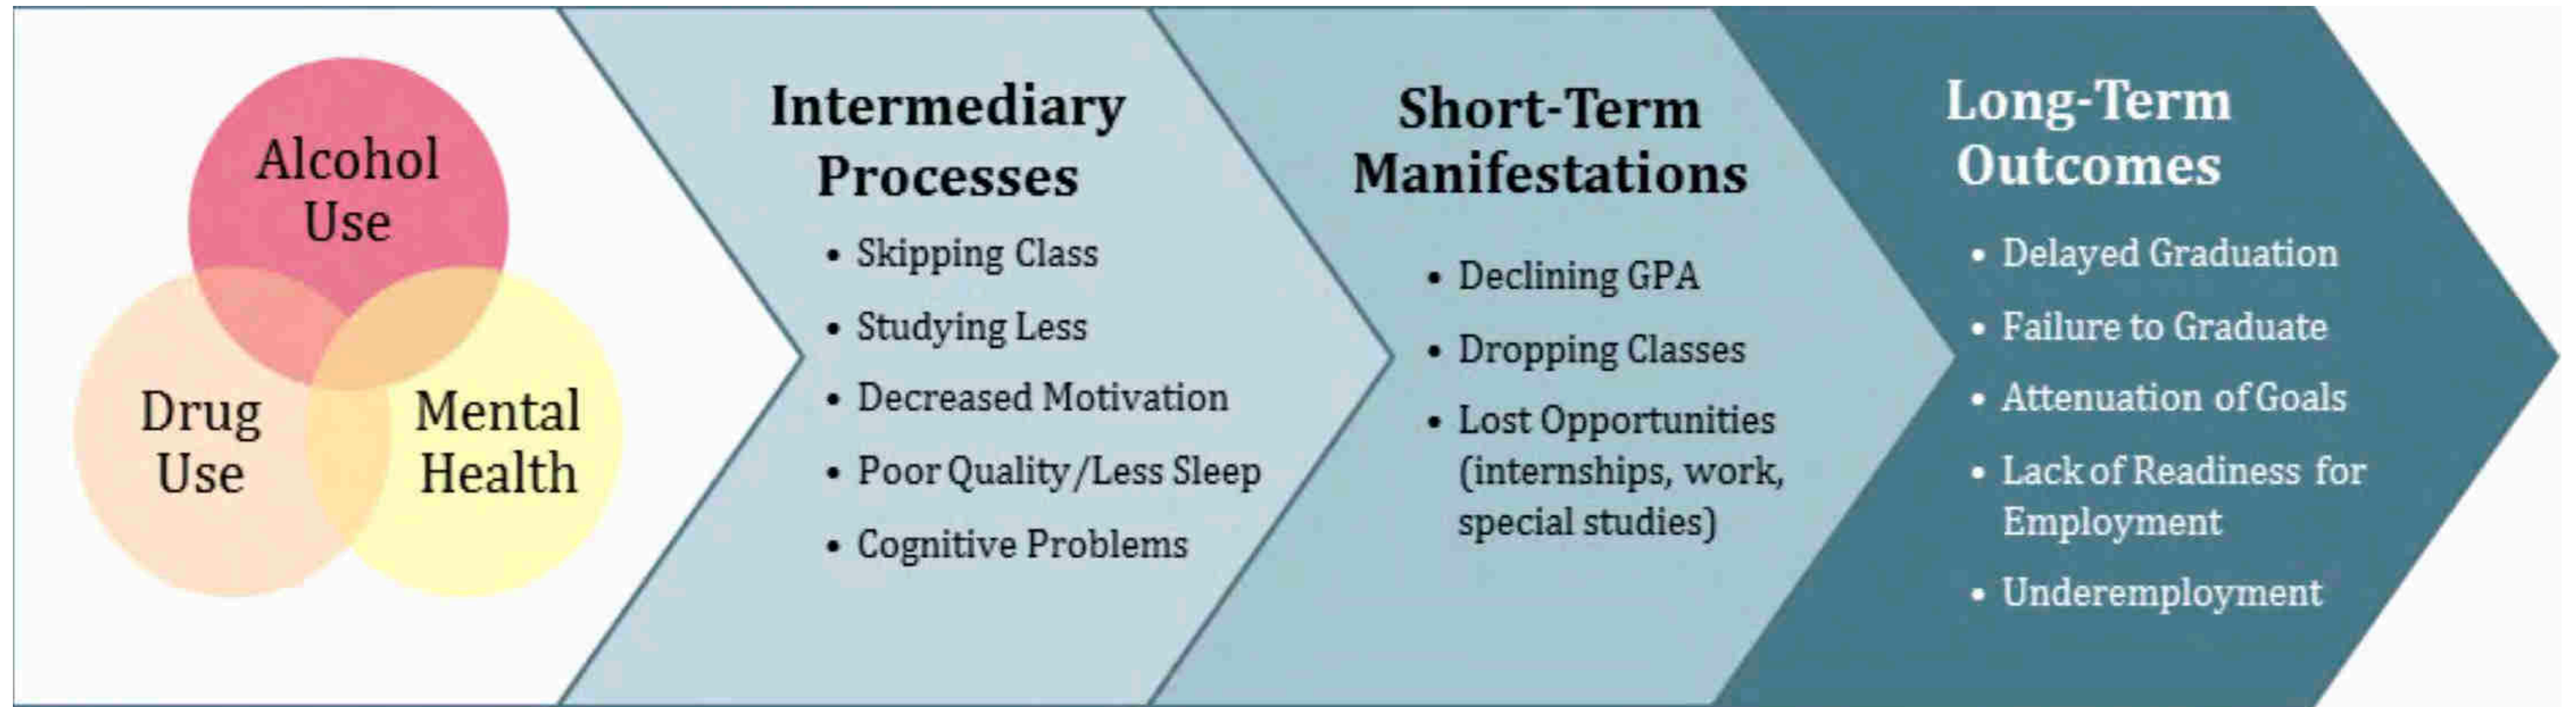 Alcohol
Use
Drug
Use
Mental
Health
Intermediary
Processes
• Skipping Class
• Studying Less
• Decreased Motivation
• Poor Quality/Less Sleep
• Cognitive Problems
Short-Term
Manifestations
• Declining GPA
• Dropping Classes
• Lost Opportunities
(internships, work,
special studies)
Long-Term
Outcomes
• Delayed Graduation
• Failure to Graduate
• Attenuation of Goals
• Lack of Readiness for
Employment
• Underemployment